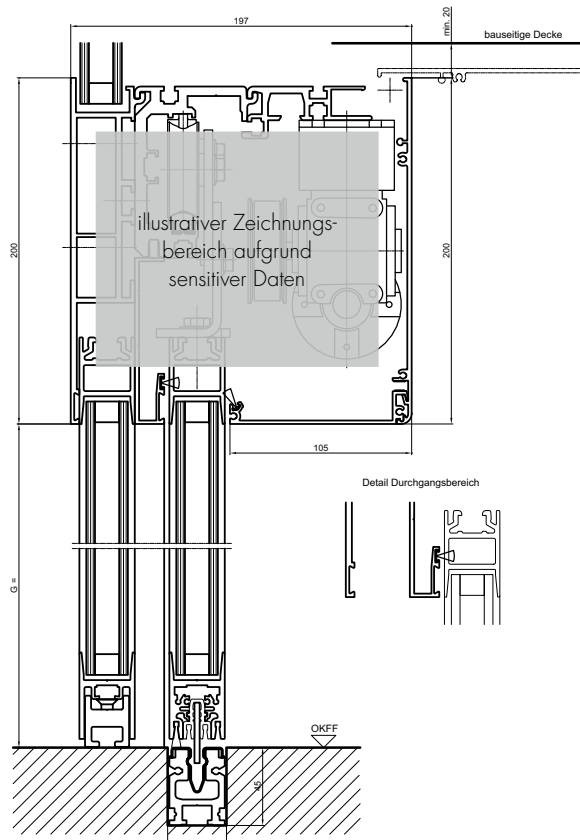 197
min. 20
bauseitige Decke
200
illustrativer Zeichnungs-
bereich aufgrund
sensitiver Daten
200
105
Detail Durchgangsbereich
G =
OKFF
45